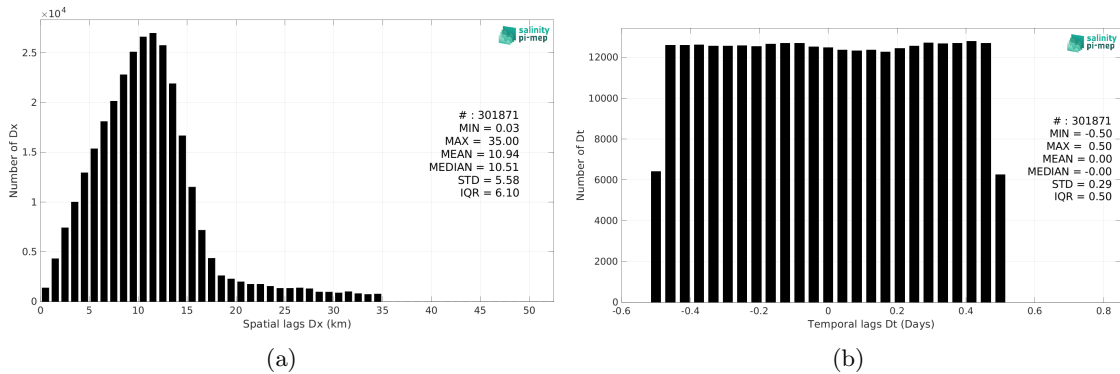 ×10⁴
salinity
pi-mep
2.5
2
1.5
1
0.5
0
# : 301871
MIN = 0.03
MAX = 35.00
MEAN = 10.94
MEDIAN = 10.51
STD = 5.58
IQR = 6.10
Number of Dx
0 5 10 15 20 25 30 35 40 45 50
Spatial lags Dx (km)
(a)
salinity
pi-mep
12000
10000
8000
6000
4000
2000
0
# : 301871
MIN = -0.50
MAX = 0.50
MEAN = 0.00
MEDIAN = -0.00
STD = 0.29
IQR = 0.50
Number of Dt
-0.6 -0.4 -0.2 0 0.2 0.4 0.6 0.8
Temporal lags Dt (Days)
(b)